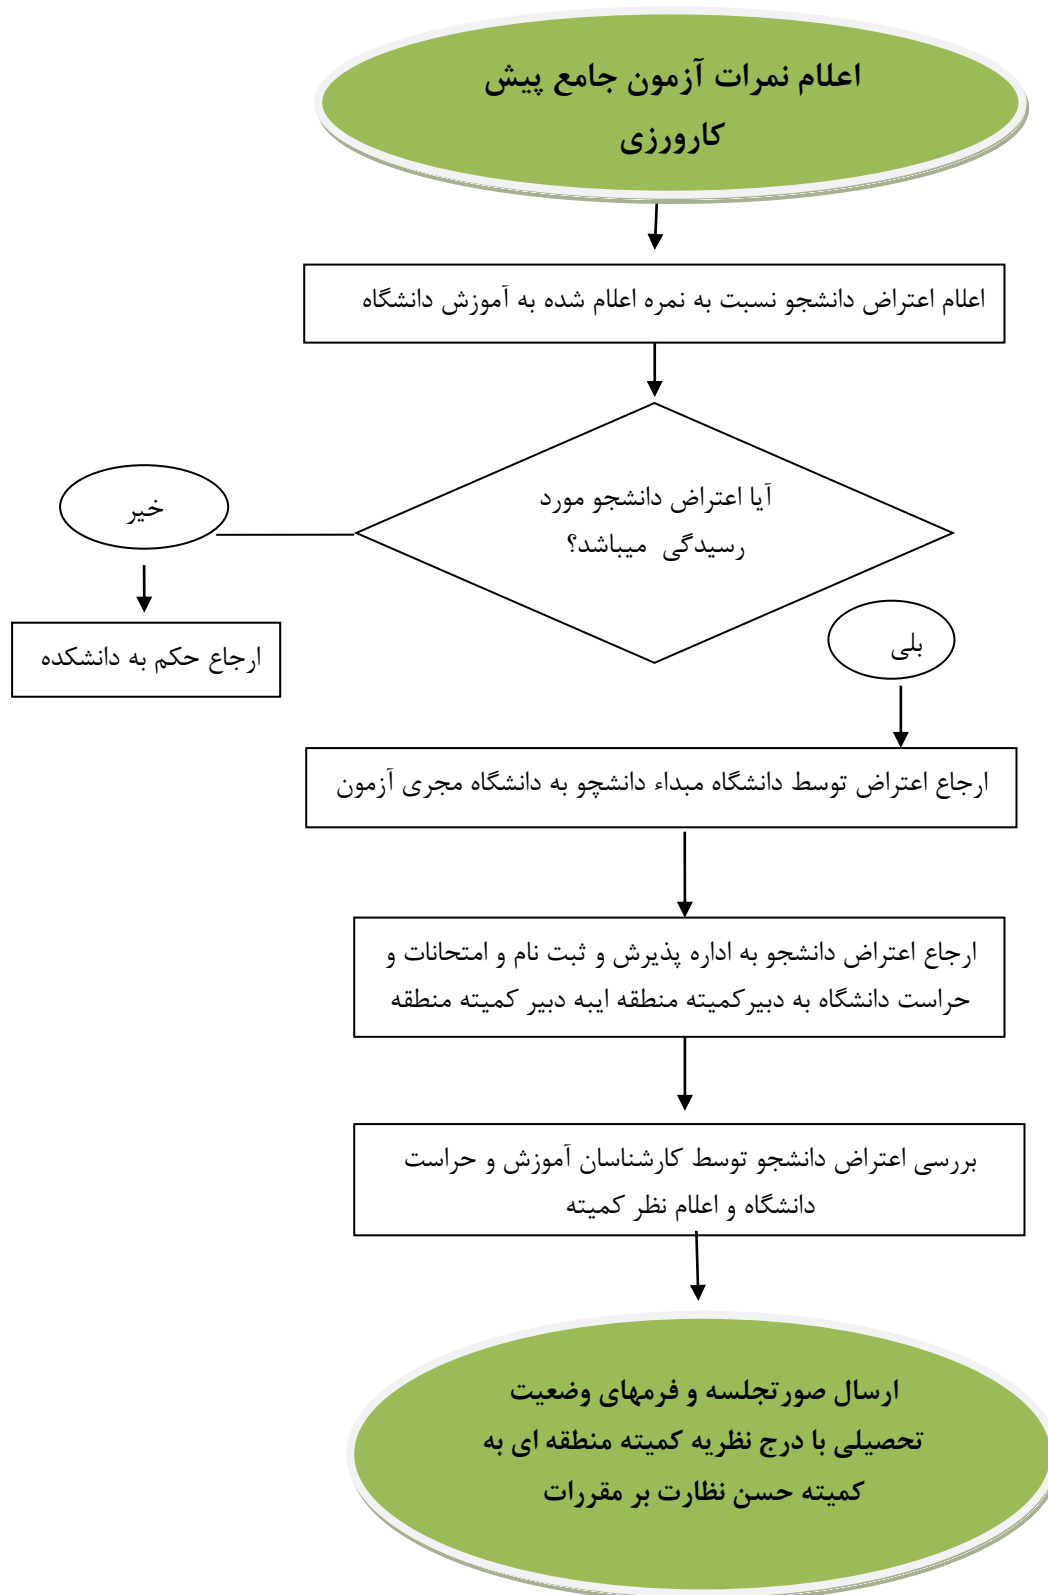 اعلام نمرات آزمون جامع پیش
کارورزی
اعلام اعتراض دانشجو نسبت به نمره اعلام شده به آموزش دانشگاه
آیا اعتراض دانشجو مورد
رسیدگی میباشد؟
خیر
ارجاع حکم به دانشکده
بلی
ارجاع اعتراض توسط دانشگاه مبداء دانشچو به دانشگاه مجری آزمون
ارجاع اعتراض دانشجو به اداره پذیرش و ثبت نام و امتحانات و
حراست دانشگاه به دبیرکمیته منطقه ایبه دبیر کمیته منطقه
بررسی اعتراض دانشجو توسط کارشناسان آموزش و حراست
دانشگاه و اعلام نظر کمیته
ارسال صورتجلسه و فرمهای وضعیت
تحصیلی با درج نظریه کمیته منطقه ای به
کمیته حسن نظارت بر مقررات